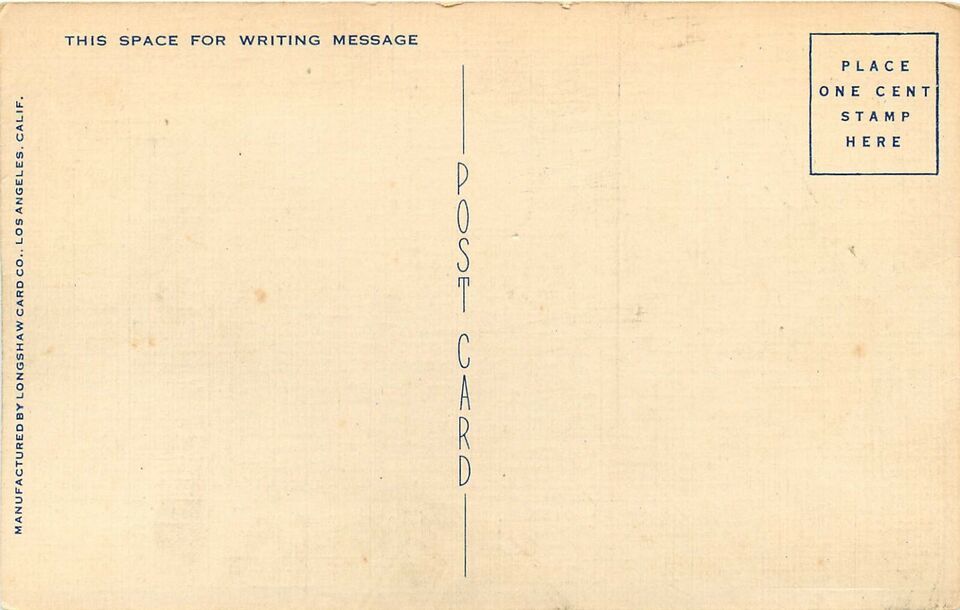 THIS SPACE FOR WRITING MESSAGE
PLACE
ONE CENT
STAMP
HERE
POST CARD
MANUFACTURED BY LONGSHAW CARD CO., LOS ANGELES, CALIF.